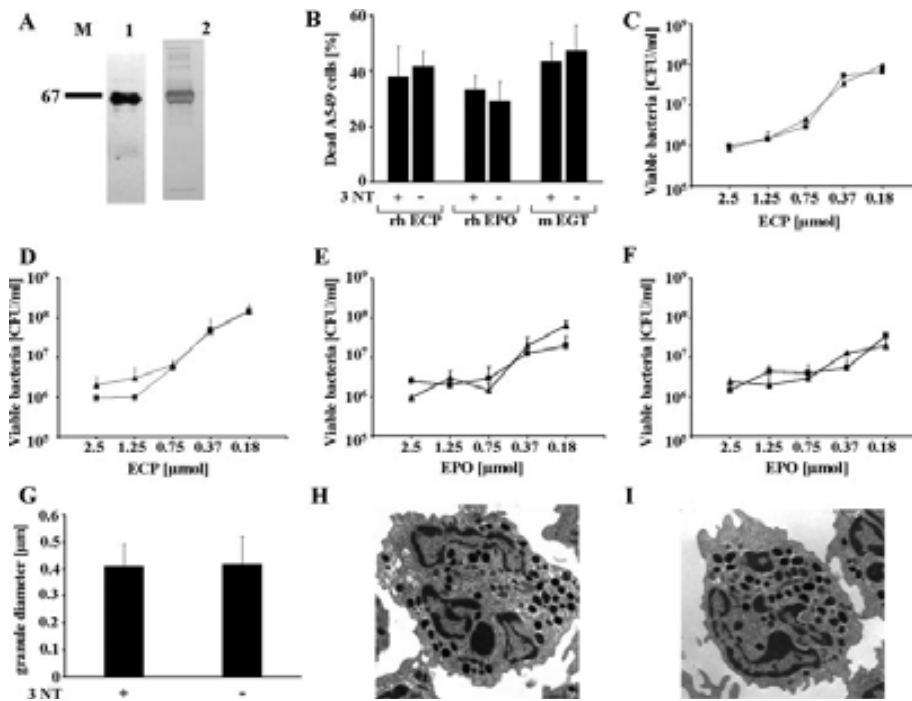 A
M 1 2
67
B
Dead A549 cells [%]
60
40
20
0
3 NT + - + - + -
rh ECP rh EPO m EGT
C
Viable bacteria [CFU/ml]
10⁹
10⁸
10⁷
10⁶
10⁵
2.5 1.25 0.75 0.37 0.18
ECP [µmol]
D
Viable bacteria [CFU/ml]
10⁹
10⁸
10⁷
10⁶
10⁵
2.5 1.25 0.75 0.37 0.18
ECP [µmol]
E
Viable bacteria [CFU/ml]
10⁹
10⁸
10⁷
10⁶
10⁵
2.5 1.25 0.75 0.37 0.18
EPO [µmol]
F
Viable bacteria [CFU/ml]
10⁹
10⁸
10⁷
10⁶
10⁵
2.5 1.25 0.75 0.37 0.18
EPO [µmol]
G
granule diameter [µm]
0.6
0.5
0.4
0.3
0.2
0.1
0
3 NT + -
H
I